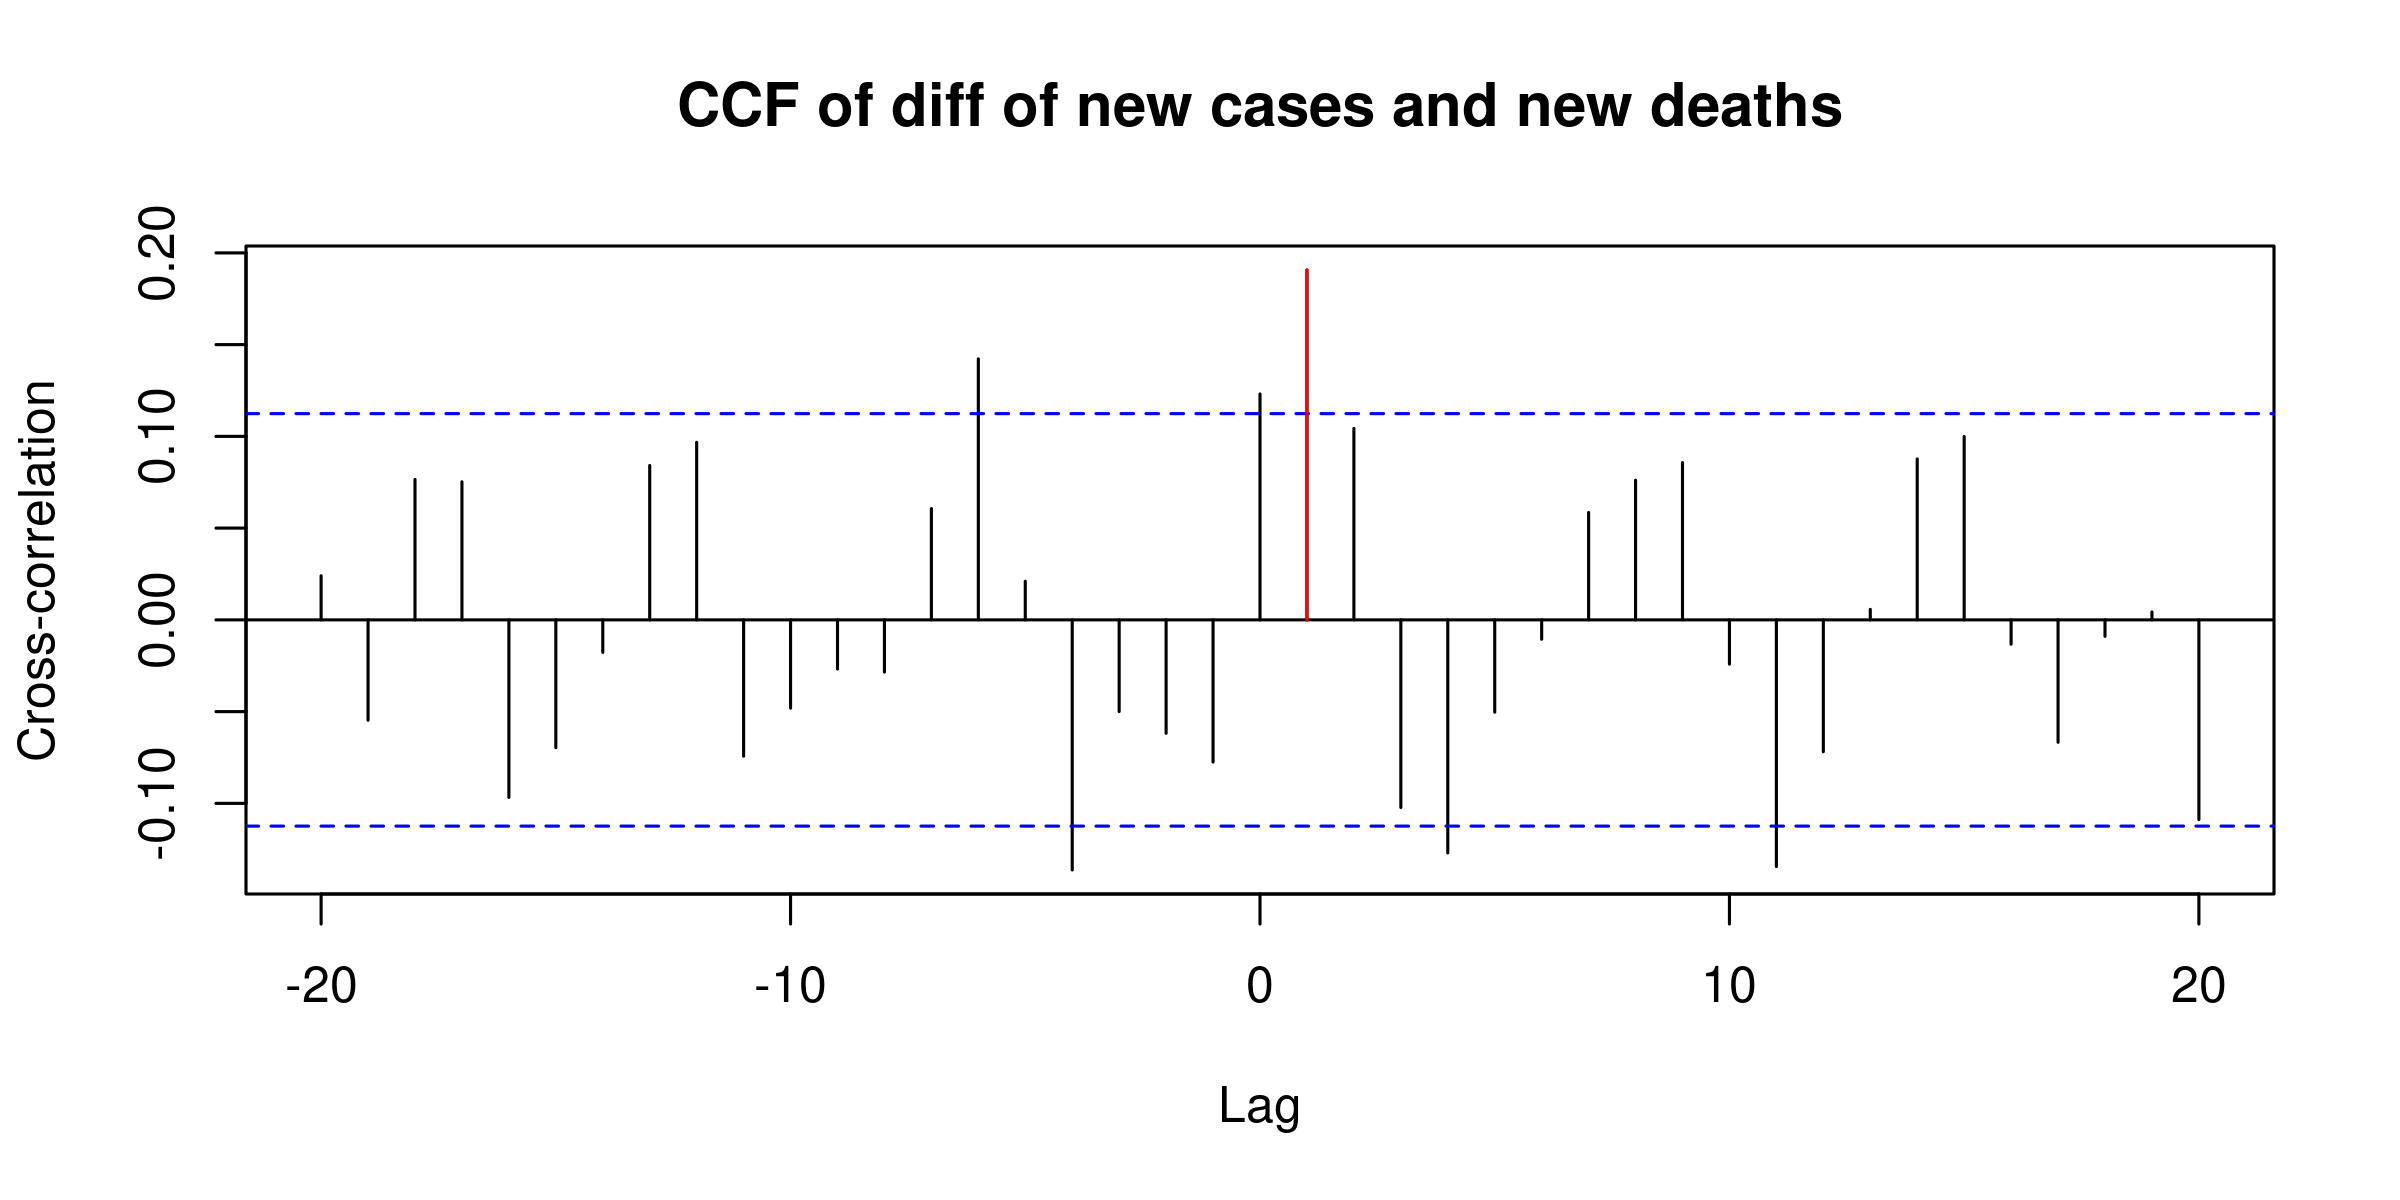 CCF of diff of new cases and new deaths
Cross-correlation
0.20
0.10
0.00
-0.10
-20 -10 0 10 20
Lag